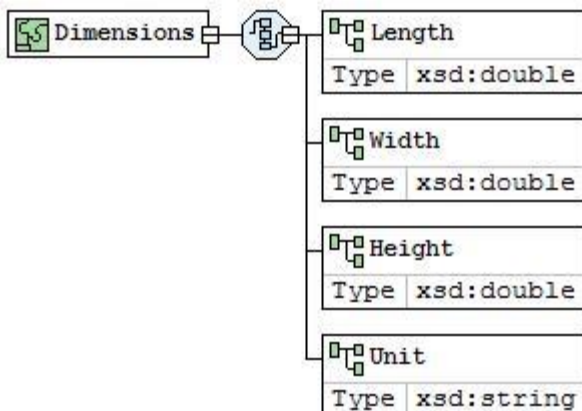 Dimensions
Length
Type xsd:double
Width
Type xsd:double
Height
Type xsd:double
Unit
Type xsd:string